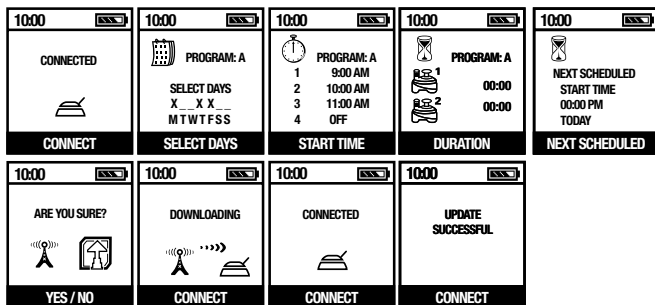 10:00
CONNECTED
CONNECT
10:00
PROGRAM: A
SELECT DAYS
X _ _ X X _ _
M T W T F S S
SELECT DAYS
10:00
PROGRAM: A
1 9:00 AM
2 10:00 AM
3 11:00 AM
4 OFF
START TIME
10:00
PROGRAM: A
1 00:00
2 00:00
DURATION
10:00
NEXT SCHEDULED
START TIME
00:00 PM
TODAY
NEXT SCHEDULED
10:00
ARE YOU SURE?
YES / NO
10:00
DOWNLOADING
CONNECT
10:00
CONNECTED
CONNECT
10:00
UPDATE
SUCCESSFUL
CONNECT